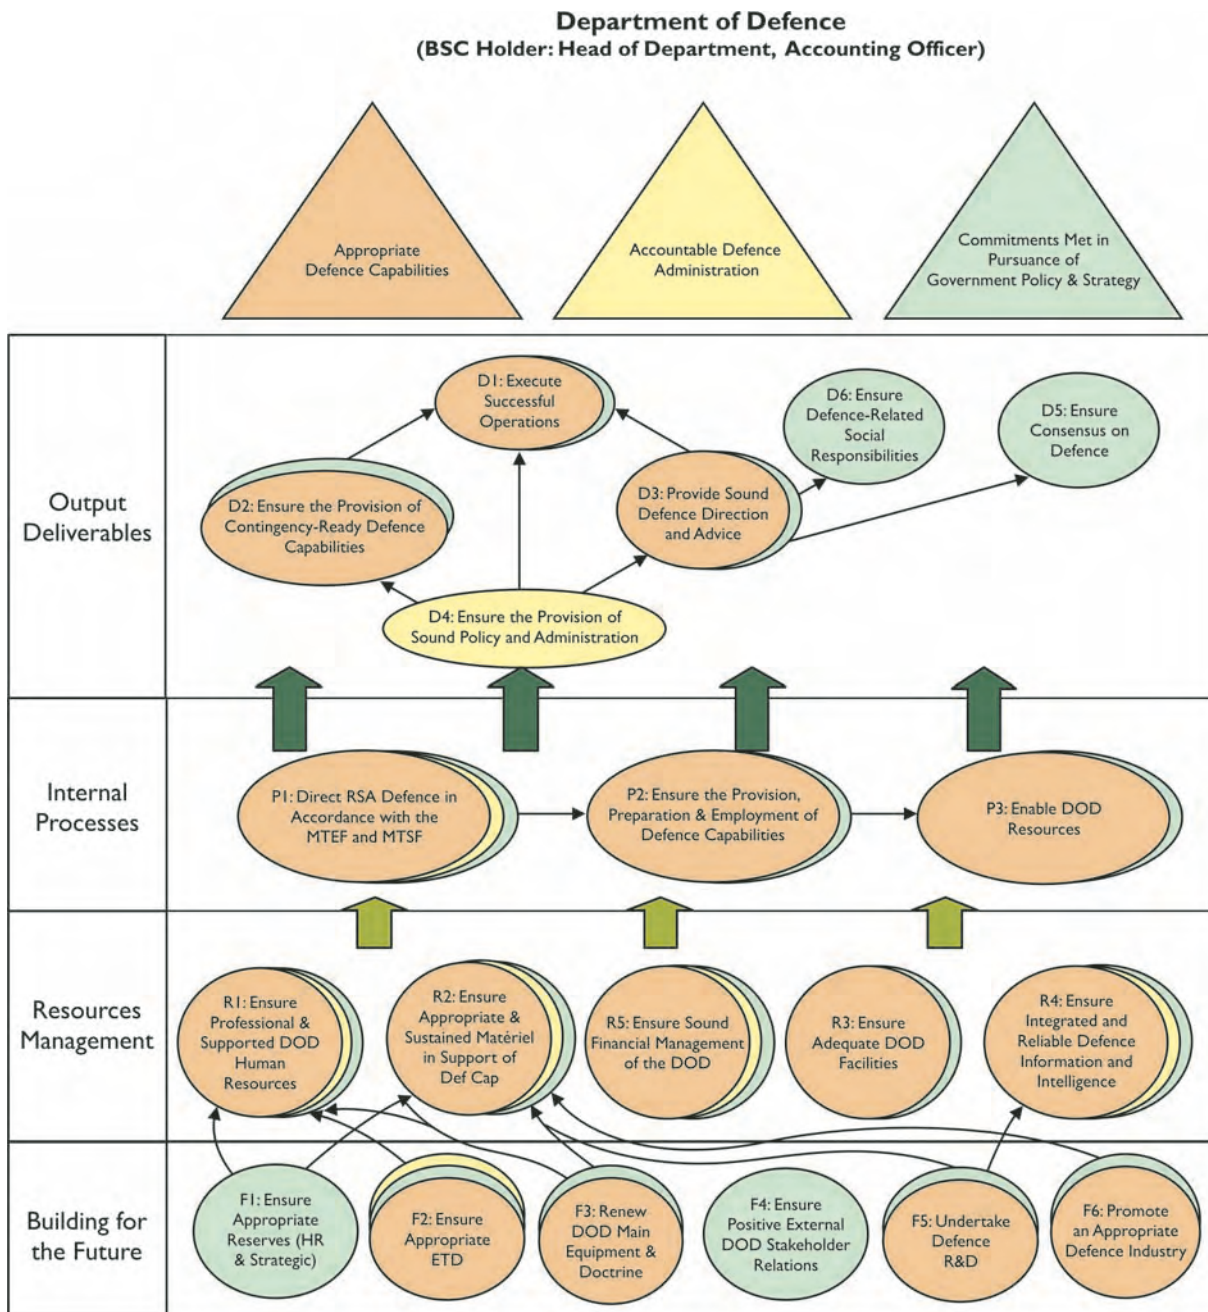 Department of Defence
(BSC Holder: Head of Department, Accounting Officer)
Appropriate
Defence Capabilities
Accountable Defence
Administration
Commitments Met in
Pursuance of
Government Policy & Strategy
Output
Deliverables
D1: Execute
Successful
Operations
D6: Ensure
Defence-Related
Social
Responsibilities
D5: Ensure
Consensus on
Defence
D2: Ensure the Provision of
Contingency-Ready Defence
Capabilities
D3: Provide Sound
Defence Direction
and Advice
D4: Ensure the Provision of
Sound Policy and Administration
Internal
Processes
P1: Direct RSA Defence in
Accordance with the
MTEF and MTSF
P2: Ensure the Provision,
Preparation & Employment of
Defence Capabilities
P3: Enable DOD
Resources
Resources
Management
R1: Ensure
Professional &
Supported DOD
Human
Resources
R2: Ensure
Appropriate &
Sustained Matériel
in Support of
Def Cap
R5: Ensure Sound
Financial Management
of the DOD
R3: Ensure
Adequate DOD
Facilities
R4: Ensure
Integrated and
Reliable Defence
Information and
Intelligence
Building for
the Future
F1: Ensure
Appropriate
Reserves (HR
& Strategic)
F2: Ensure
Appropriate
ETD
F3: Renew
DOD Main
Equipment &
Doctrine
F4: Ensure
Positive External
DOD Stakeholder
Relations
F5: Undertake
Defence
R&D
F6: Promote
an Appropriate
Defence Industry